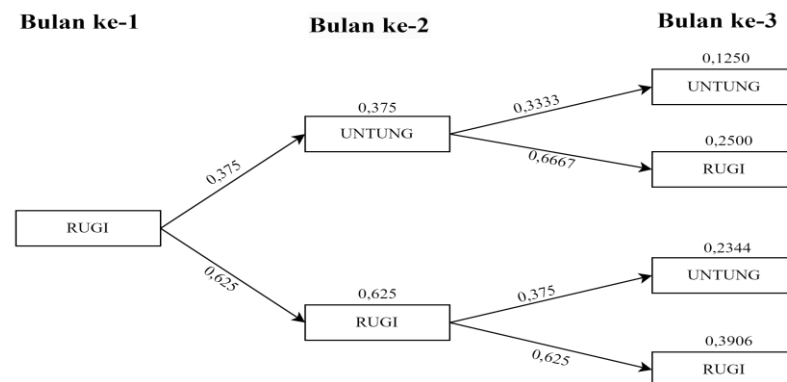 Bulan ke-1
Bulan ke-2
Bulan ke-3
0,1250
UNTUNG
0,375
UNTUNG
0,3333
0,6667
0,2500
RUGI
0,375
RUGI
0,625
0,2344
UNTUNG
0,625
RUGI
0,375
0,625
0,3906
RUGI